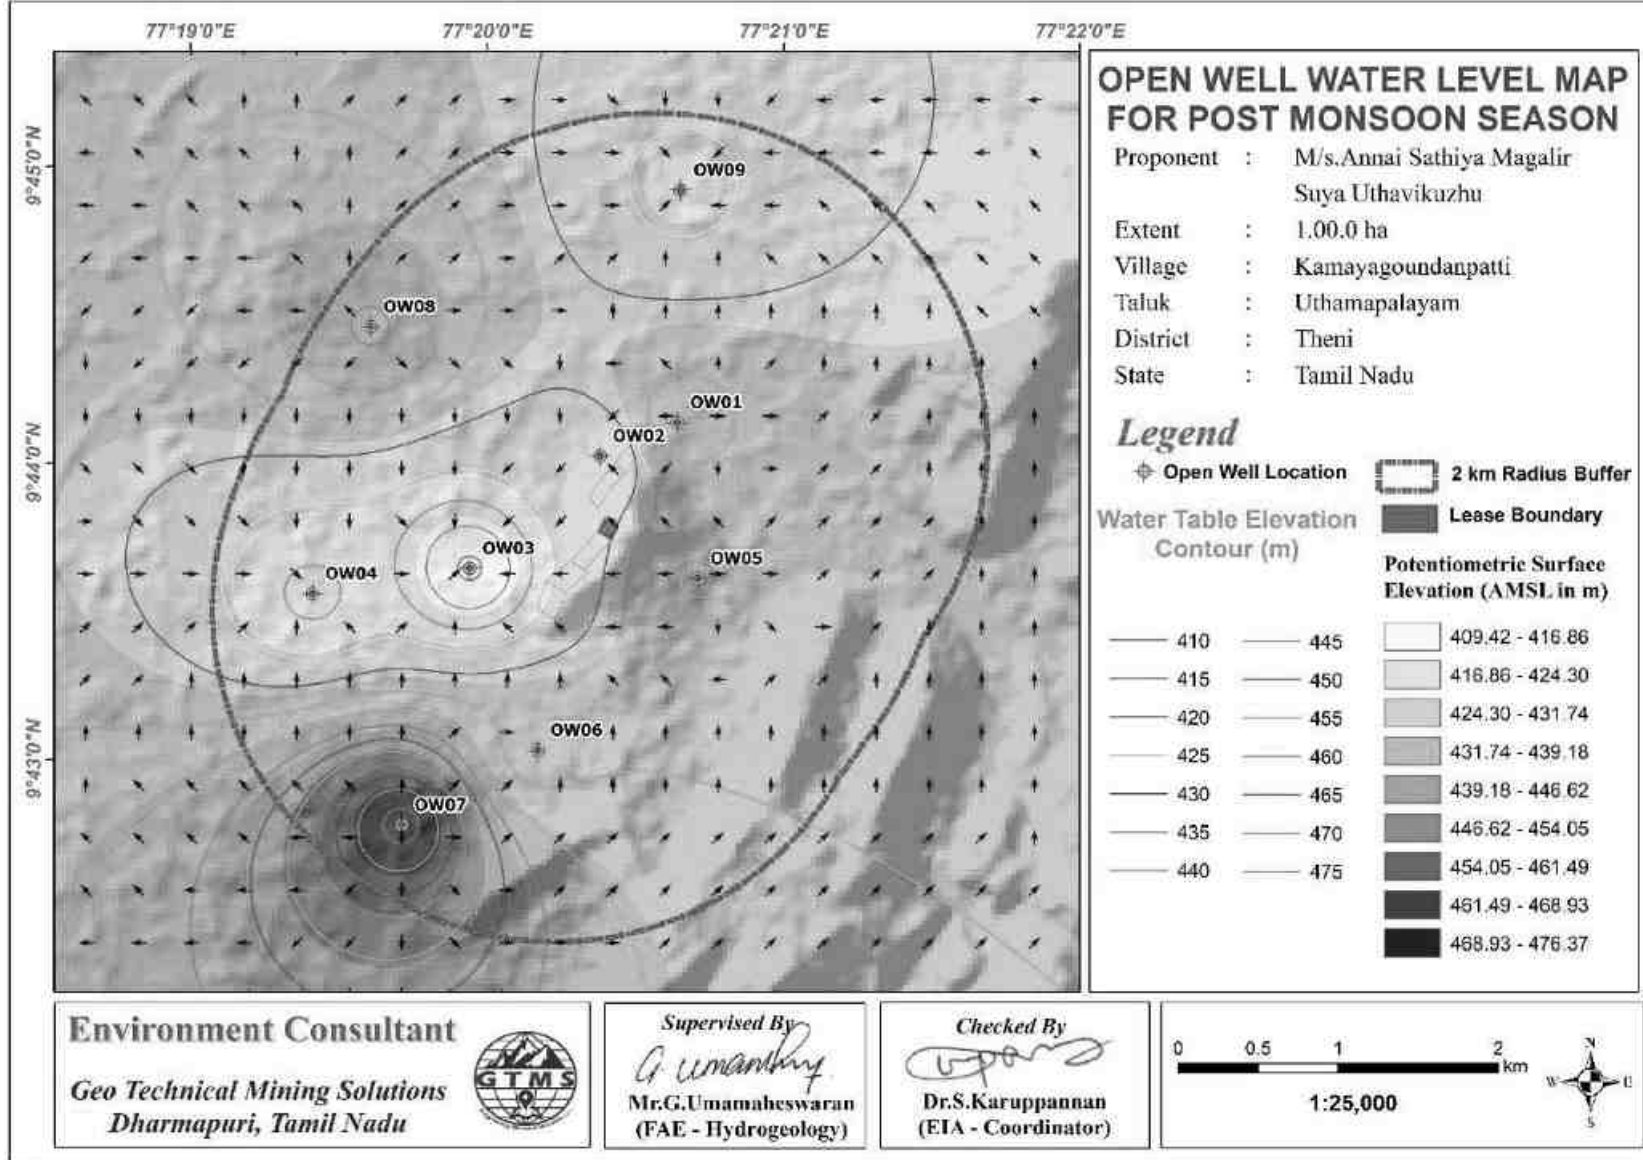 77°19'0"E 77°20'0"E 77°21'0"E 77°22'0"E
9°45'0"N
9°44'0"N
9°43'0"N
OW09
OW08
OW01
OW02
OW03
OW05
OW04
OW06
OW07
OPEN WELL WATER LEVEL MAP
FOR POST MONSOON SEASON
Proponent : M/s.Annai Sathiya Magalir
Suya Uthavikuzhu
Extent : 1.00.0 ha
Village : Kamayagoundanpatti
Taluk : Uthamapalayam
District : Theni
State : Tamil Nadu
Legend
Open Well Location
2 km Radius Buffer
Water Table Elevation
Contour (m)
Lease Boundary
Potentiometric Surface
Elevation (AMSL in m)
410 445
415 450
420 455
425 460
430 465
435 470
440 475
409.42 - 416.86
416.86 - 424.30
424.30 - 431.74
431.74 - 439.18
439.18 - 446.62
446.62 - 454.05
454.05 - 461.49
461.49 - 468.93
468.93 - 476.37
Environment Consultant
GTMS
Geo Technical Mining Solutions
Dharmapuri, Tamil Nadu
Supervised By
Mr.G.Umamaheswaran
(FAE - Hydrogeology)
Checked By
Dr.S.Karuppannan
(EIA - Coordinator)
0 0.5 1 2
km
1:25,000
N
W E
S